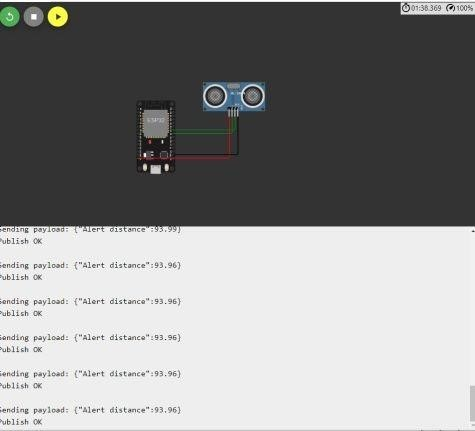 01:38.369 100%
ESP32
Sending payload: {"Alert distance":93.99}
Publish OK
Sending payload: {"Alert distance":93.96}
Publish OK
Sending payload: {"Alert distance":93.96}
Publish OK
Sending payload: {"Alert distance":93.96}
Publish OK
Sending payload: {"Alert distance":93.96}
Publish OK
Sending payload: {"Alert distance":93.96}
Publish OK